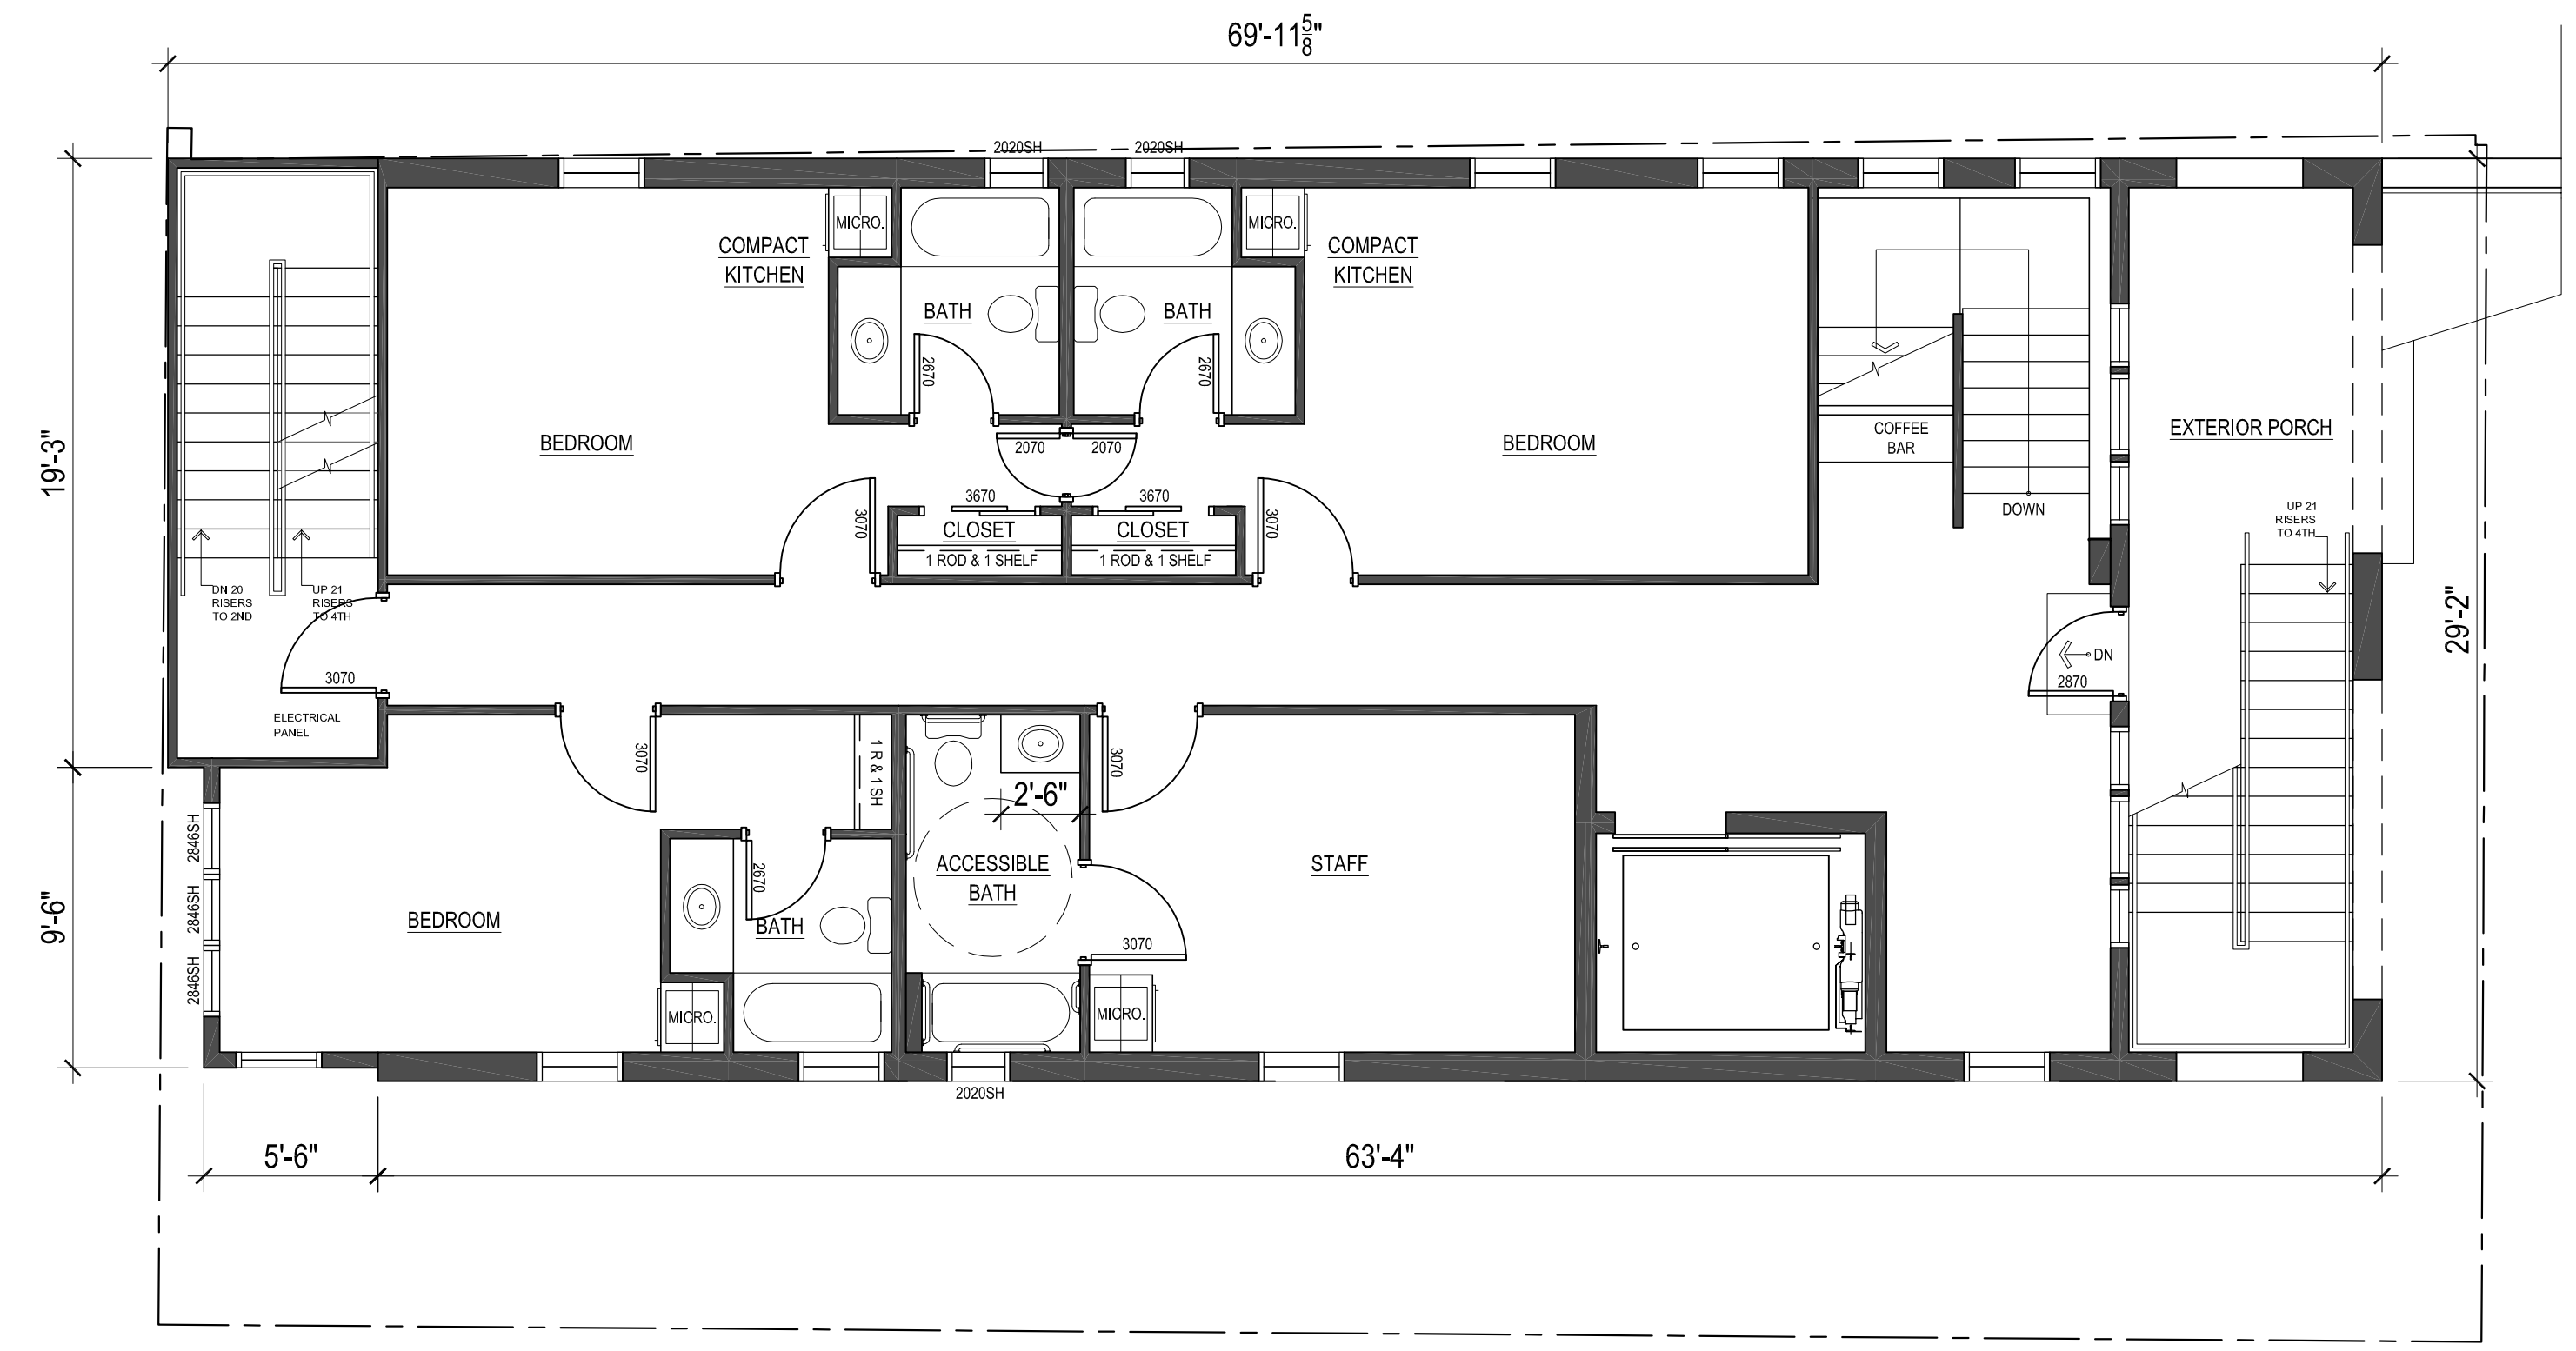 69'-11 5/8"
2020SH
2020SH
MICRO.
MICRO.
COMPACT
KITCHEN
COMPACT
KITCHEN
BATH
BATH
2670
2670
19'-3"
BEDROOM
2070
2070
BEDROOM
COFFEE
BAR
EXTERIOR PORCH
3670
3670
3070
CLOSET
CLOSET
3070
1 ROD & 1 SHELF
1 ROD & 1 SHELF
DOWN
UP 21
RISERS
TO 4TH
DN 20
RISERS
TO 2ND
UP 21
RISERS
TO 4TH
29'-2"
DN
2870
3070
ELECTRICAL
PANEL
3070
1 R & 1 SH
3070
2'-6"
2846SH
2846SH
2846SH
9'-6"
2670
ACCESSIBLE
BATH
STAFF
BEDROOM
BATH
3070
MICRO.
MICRO.
2020SH
5'-6"
63'-4"